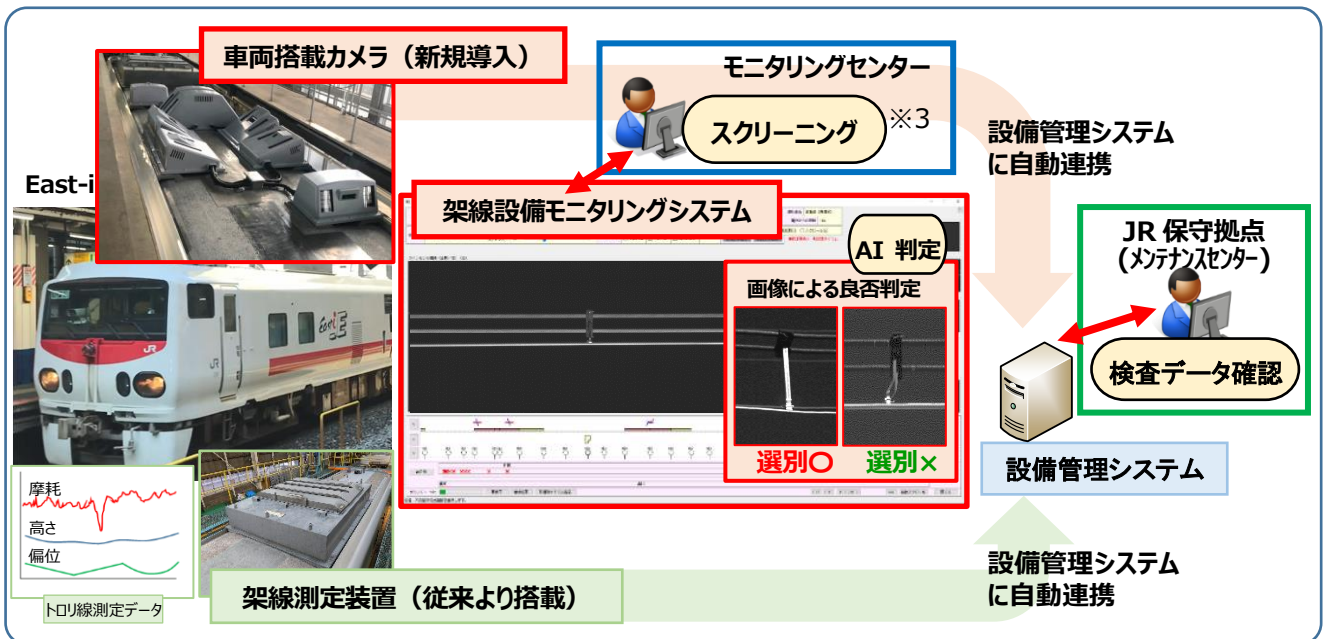 車両搭載カメラ（新規導入）
モニタリングセンター
スクリーニング ※3
設備管理システム
に自動連携
East-i
架線設備モニタリングシステム
AI 判定
画像による良否判定
選別〇 選別×
JR 保守拠点
(メンテナンスセンター)
検査データ確認
設備管理システム
East i E
JR
摩耗
高さ
偏位
トロリ線測定データ
架線測定装置（従来より搭載）
設備管理システム
に自動連携